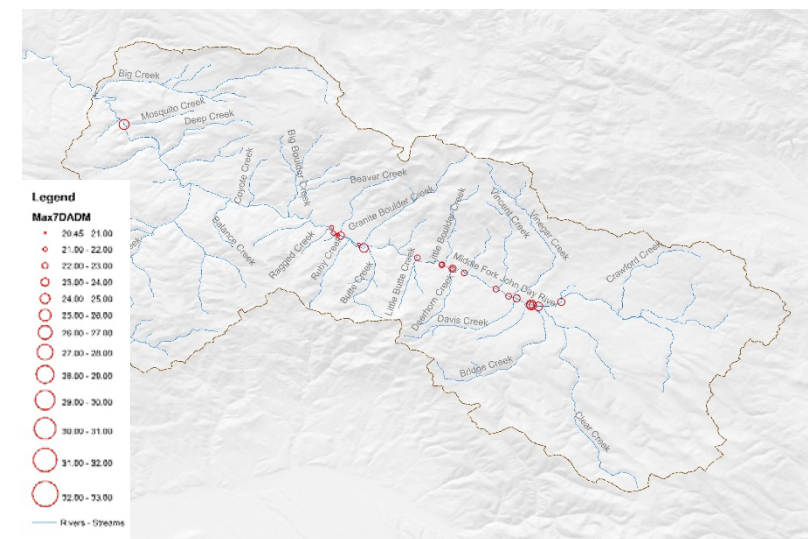 Big Creek
Mosquito Creek
Deep Creek
Coyote Creek
Big Boulder Creek
Beaver Creek
Granite Boulder Creek
Vincent Creek
Vinegar Creek
Little Boulder Creek
Crawford Creek
Balance Creek
Ragged Creek
Ruby Creek
Butte Creek
Little Butte Creek
Middle Fork John Day River
Deerhorn Creek
Davis Creek
Bridge Creek
Clear Creek
Creek
Legend
Max7DADM
20.45 - 21.00
21.00 - 22.00
22.00 - 23.00
23.00 - 24.00
24.00 - 25.00
25.00 - 26.00
26.00 - 27.00
27.00 - 28.00
28.00 - 29.00
29.00 - 30.00
30.00 - 31.00
31.00 - 32.00
32.00 - 33.00
Rivers - Streams